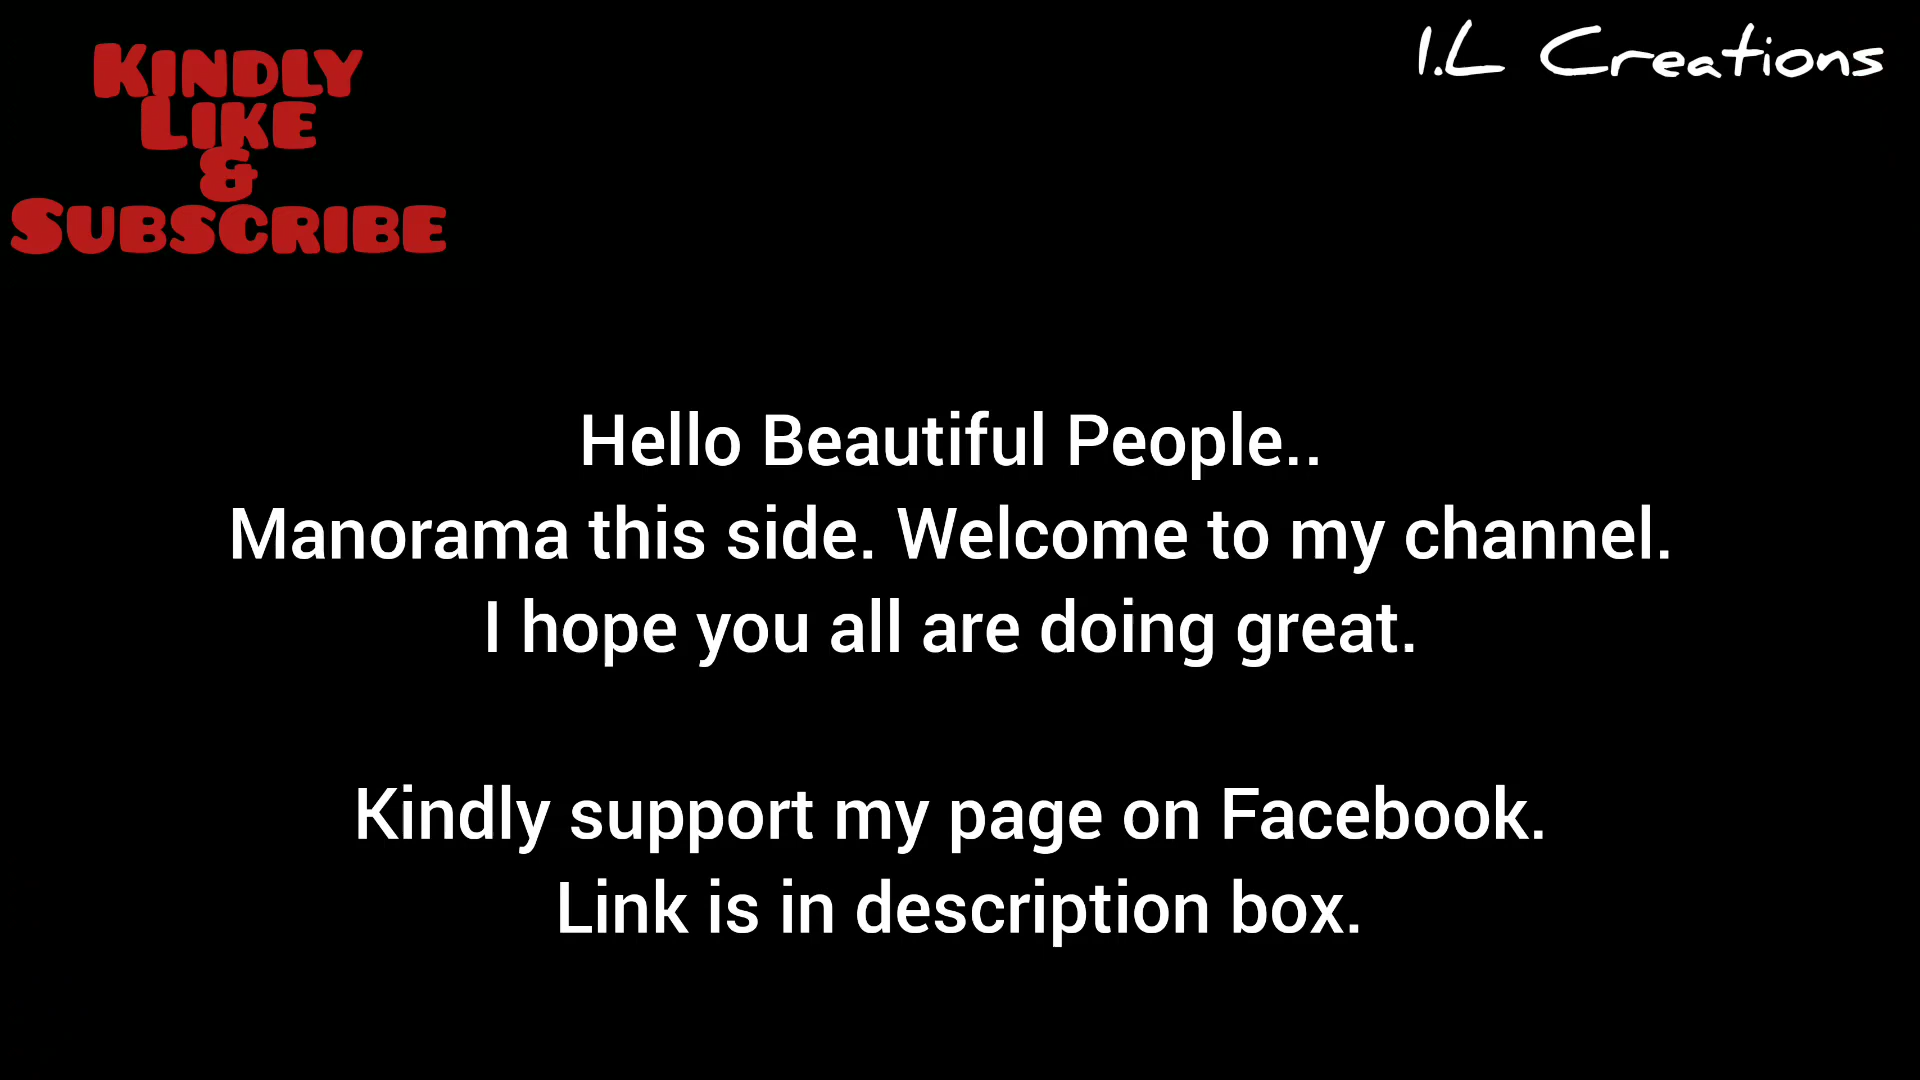 Kindly
Like
&
Subscribe
I.L Creations
Hello Beautiful People..
Manorama this side. Welcome to my channel.
I hope you all are doing great.
Kindly support my page on Facebook.
Link is in description box.